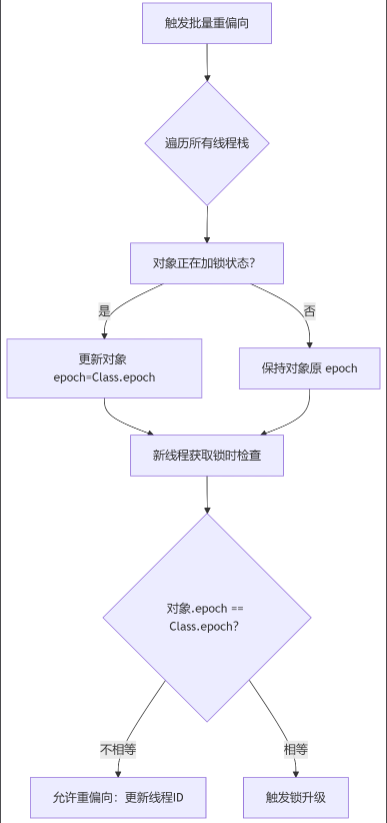 触发批量重偏向
遍历所有线程栈
对象正在加锁状态？
是
否
更新对象
epoch=Class.epoch
保持对象原 epoch
新线程获取锁时检查
对象.epoch ==
Class.epoch?
不相等
相等
允许重偏向：更新线程ID
触发锁升级